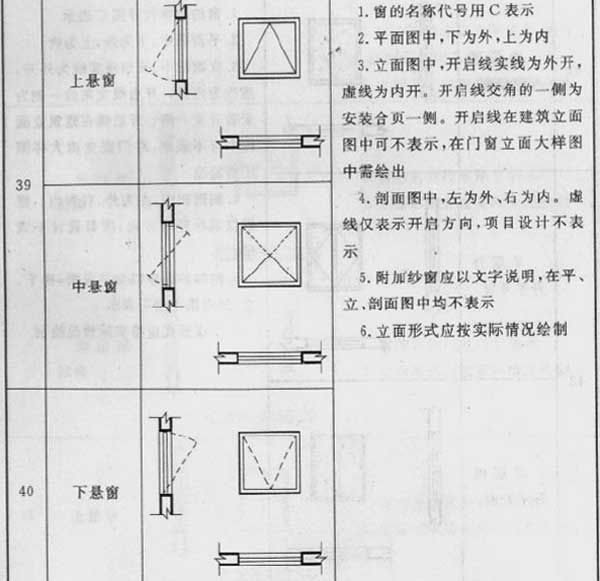 上悬窗
39
中悬窗
40
下悬窗
1.窗的名称代号用C表示
2.平面图中,下为外,上为内
3.立面图中,开启线实线为外开,
虚线为内开。开启线交角的一侧为
安装合页一侧。开启线在建筑立面
图中可不表示,在门窗立面大样图
中需绘出
4.剖面图中,左为外、右为内。虚
线仅表示开启方向,项目设计不表
示
5.附加纱窗应以文字说明,在平、
立、剖面图中均不表示
6.立面形式应按实际情况绘制